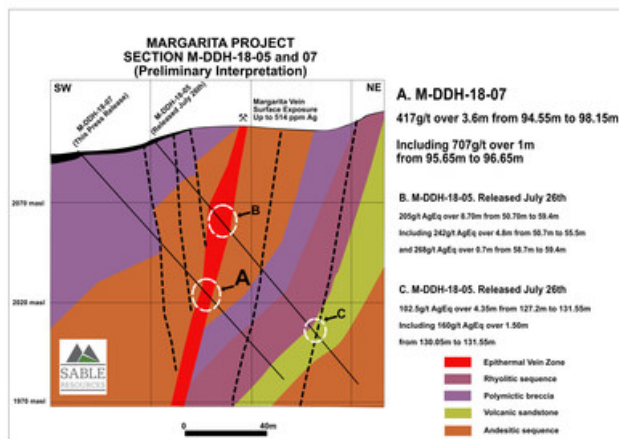 MARGARITA PROJECT
SECTION M-DDH-18-05 and 07
(Preliminary Interpretation)
SW
NE
M-DDH-18-07
(This Press Release)
M-DDH-18-05
(Released July 26th)
Margarita Vein
Surface Exposure
Up to 514 ppm Ag
2070 masl
2020 masl
1970 masl
B
A
C
SABLE
RESOURCES
0
40m
A. M-DDH-18-07
417g/t over 3.6m from 94.55m to 98.15m
Including 707g/t over 1m
from 95.65m to 96.65m
B. M-DDH-18-05. Released July 26th
205g/t AgEq over 8.70m from 50.70m to 59.4m
Including 242g/t AgEq over 4.8m from 50.7m to 55.5m
and 268g/t AgEq over 0.7m from 58.7m to 59.4m
C. M-DDH-18-05. Released July 26th
102.5g/t AgEq over 4.35m from 127.2m to 131.55m
Including 160g/t AgEq over 1.50m
from 130.05m to 131.55m
Epithermal Vein Zone
Rhyolitic sequence
Polymictic breccia
Volcanic sandstone
Andesitic sequence